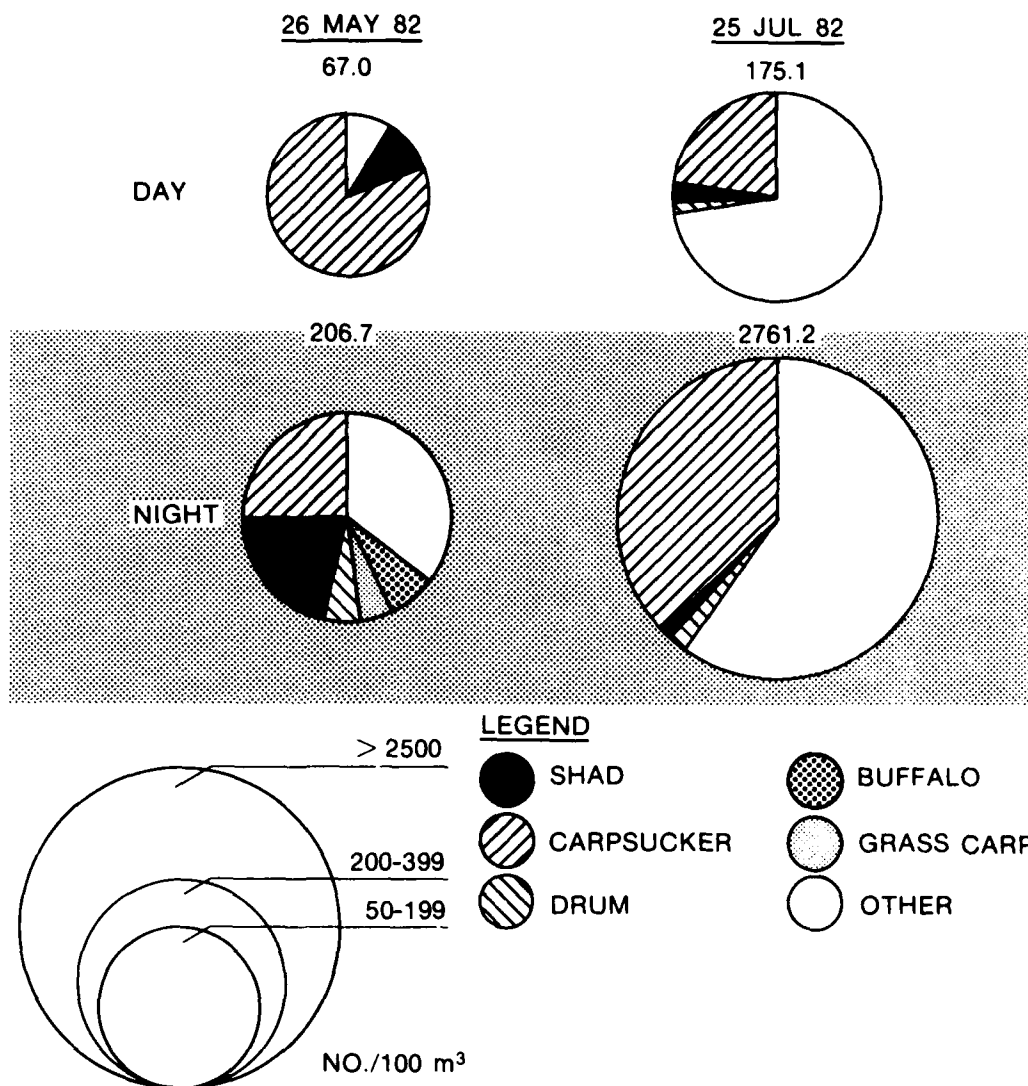 26 MAY 82
67.0
25 JUL 82
175.1
DAY
206.7
2761.2
NIGHT
> 2500
200-399
50-199
NO./100 m³
LEGEND
SHAD
CARPSUCKER
DRUM
BUFFALO
GRASS CARP
OTHER